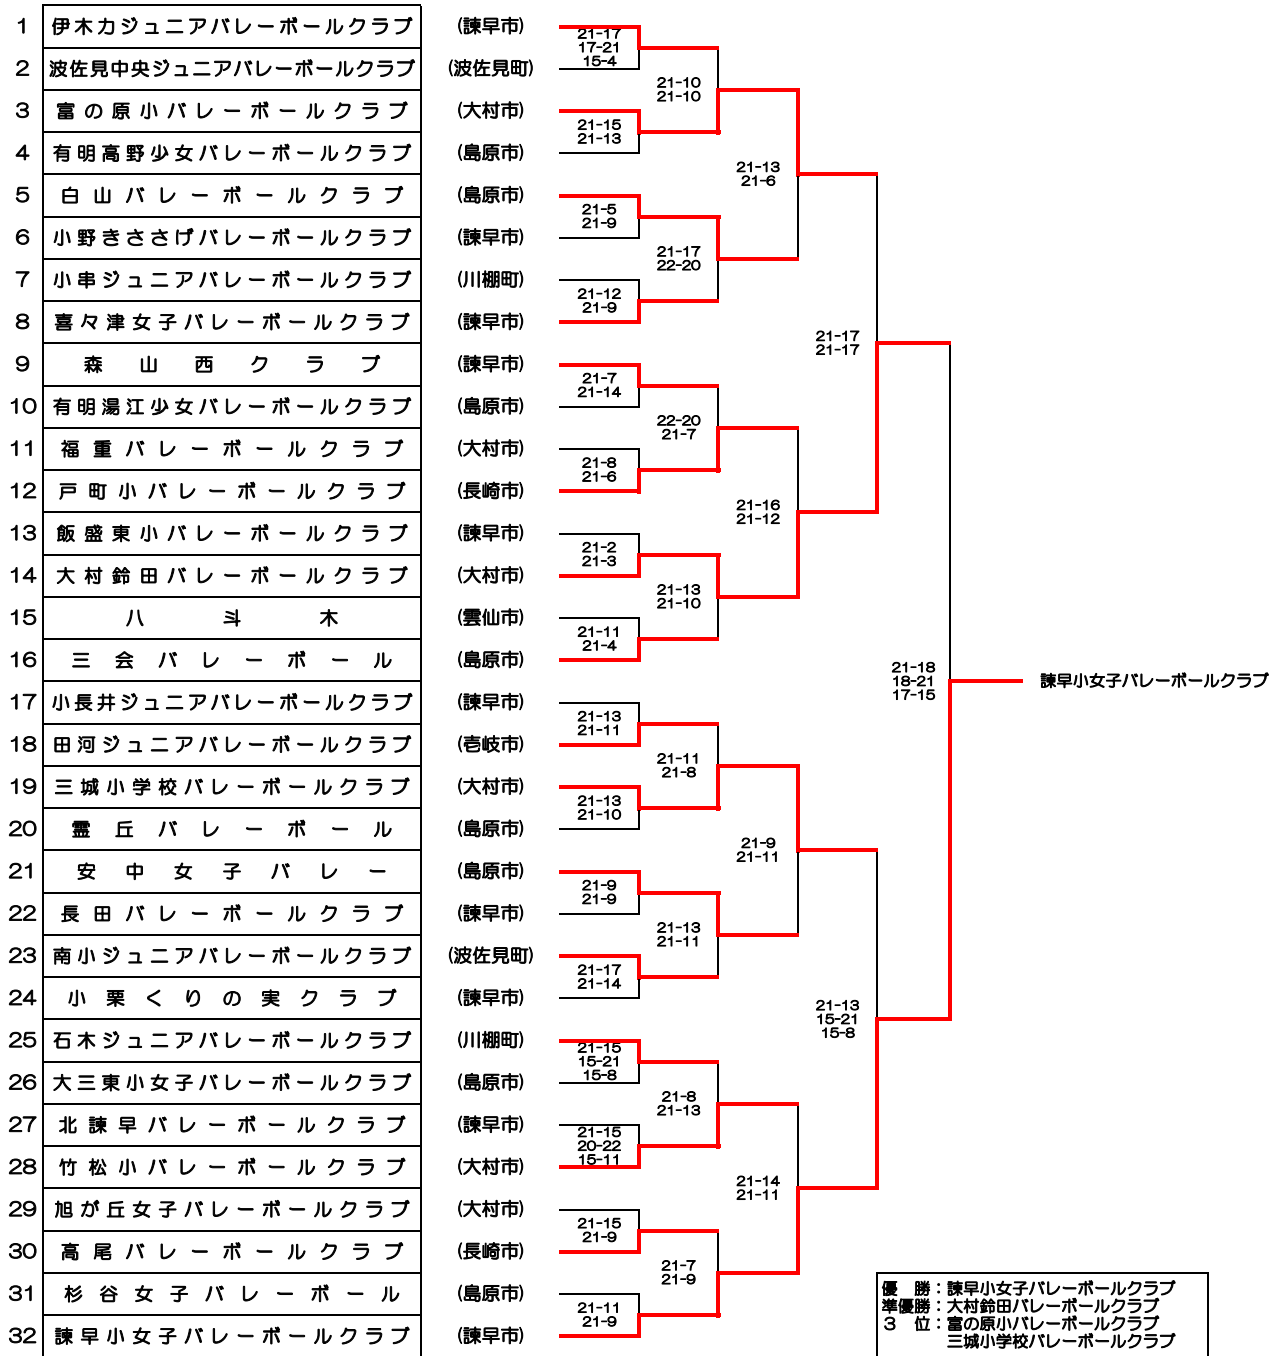 1 伊木力ジュニアバレーボールクラブ (諫早市)
2 波佐見中央ジュニアバレーボールクラブ (波佐見町)
3 富の原小バレーボールクラブ (大村市)
4 有明高野少女バレーボールクラブ (島原市)
5 白山バレーボールクラブ (島原市)
6 小野きささげバレーボールクラブ (諫早市)
7 小串ジュニアバレーボールクラブ (川棚町)
8 喜々津女子バレーボールクラブ (諫早市)
9 森山西クラブ (諫早市)
10 有明湯江少女バレーボールクラブ (島原市)
11 福重バレーボールクラブ (大村市)
12 戸町小バレーボールクラブ (長崎市)
13 飯盛東小バレーボールクラブ (諫早市)
14 大村鈴田バレーボールクラブ (大村市)
15 八斗木 (雲仙市)
16 三会バレーボール (島原市)
17 小長井ジュニアバレーボールクラブ (諫早市)
18 田河ジュニアバレーボールクラブ (壱岐市)
19 三城小学校バレーボールクラブ (大村市)
20 霊丘バレーボール (島原市)
21 安中女子バレー (島原市)
22 長田バレーボールクラブ (諫早市)
23 南小ジュニアバレーボールクラブ (波佐見町)
24 小栗くりの実クラブ (諫早市)
25 石木ジュニアバレーボールクラブ (川棚町)
26 大三東小女子バレーボールクラブ (島原市)
27 北諫早バレーボールクラブ (諫早市)
28 竹松小バレーボールクラブ (大村市)
29 旭が丘女子バレーボールクラブ (大村市)
30 高尾バレーボールクラブ (長崎市)
31 杉谷女子バレーボール (島原市)
32 諫早小女子バレーボールクラブ (諫早市)
21-17
17-21
15-4
21-15
21-13
21-5
21-9
21-12
21-9
21-7
21-14
21-8
21-6
21-2
21-3
21-11
21-4
21-13
21-11
21-13
21-10
21-9
21-9
21-17
21-14
21-15
15-21
15-8
21-15
20-22
15-11
21-15
21-9
21-11
21-9
21-10
21-10
21-17
22-20
22-20
21-7
21-13
21-10
21-11
21-8
21-13
21-11
21-8
21-13
21-7
21-9
21-13
21-6
21-16
21-12
21-9
21-11
21-14
21-11
21-17
21-17
21-13
15-21
15-8
21-18
18-21
17-15
諫早小女子バレーボールクラブ
優 勝：諫早小女子バレーボールクラブ
準優勝：大村鈴田バレーボールクラブ
３ 位：富の原小バレーボールクラブ
三城小学校バレーボールクラブ